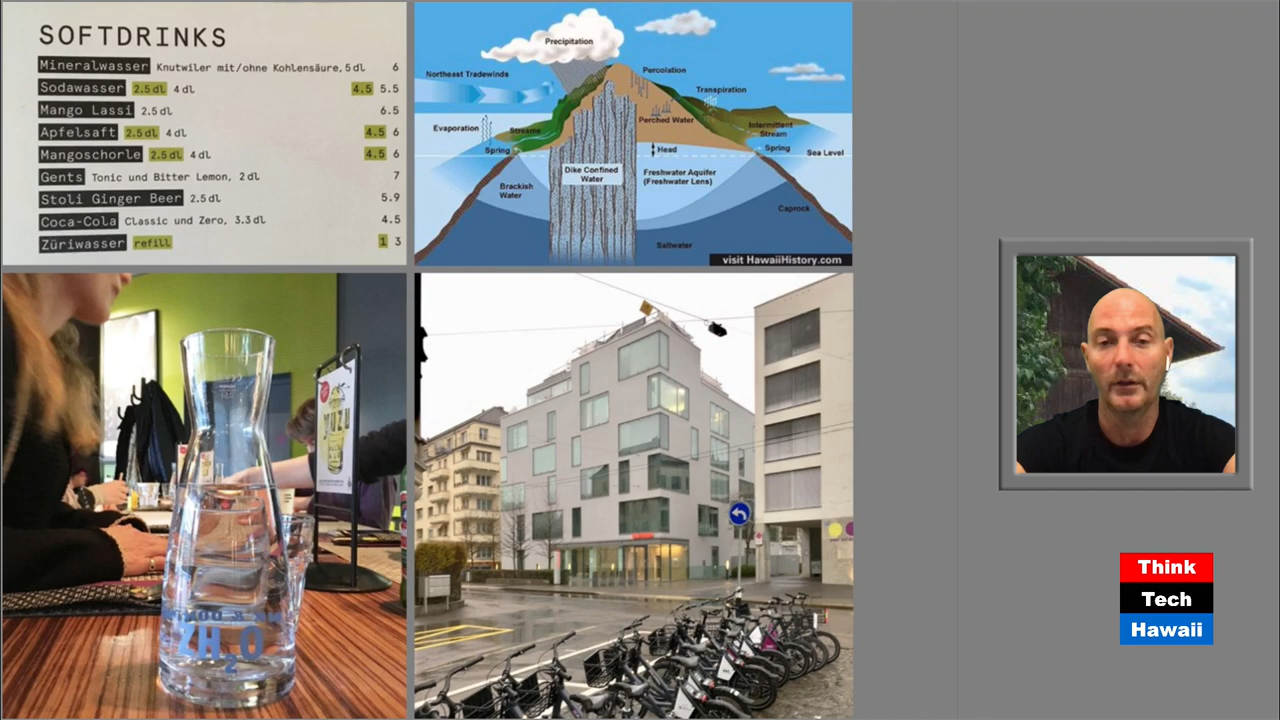 SOFTDRINKS
Mineralwasser Knutwiler mit/ohne Kohlensäure, 5 dl 6
Sodawasser 2.5 dl 4 dl 4.5 5.5
Mango Lassi 2.5 dl 6.5
Apfelsaft 2.5 dl 4 dl 4.5 6
Mangoschorle 2.5 dl 4 dl 4.5 6
Gents Tonic und Bitter Lemon, 2 dl 7
Stoli Ginger Beer 2.5 dl 5.9
Coca-Cola Classic und Zero, 3.3 dl 4.5
Züriwasser refill 1 3
Precipitation
Northeast Tradewinds
Percolation
Transpiration
Evaporation
Streams
Perched Water
Intermittent
Stream
Spring
Head
Spring
Sea Level
Dike Confined
Water
Freshwater Aquifer
(Freshwater Lens)
Brackish
Water
Caprock
Saltwater
visit HawaiiHistory.com
YUZU
ZH2O
Think
Tech
Hawaii